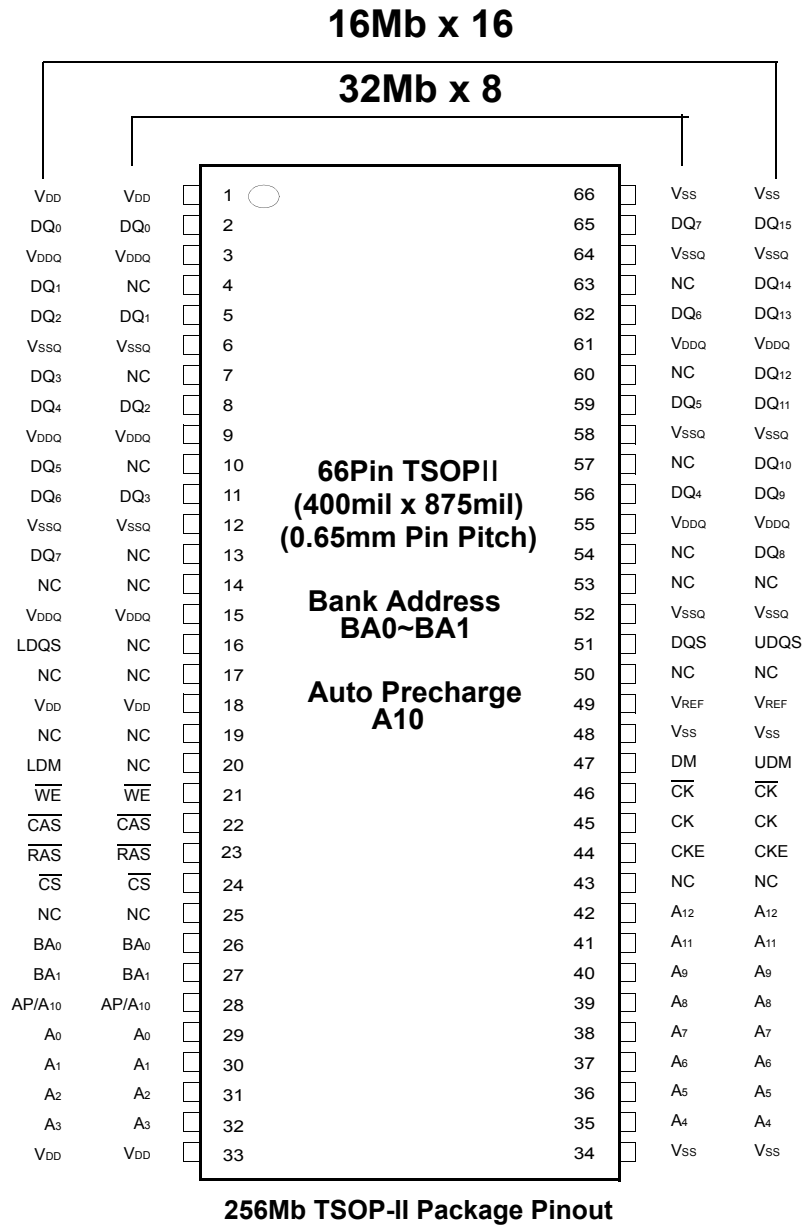 16Mb x 16
32Mb x 8
VDD VDD 1 66 VSS VSS
DQ0 DQ0 2 65 DQ7 DQ15
VDDQ VDDQ 3 64 VSSQ VSSQ
DQ1 NC 4 63 NC DQ14
DQ2 DQ1 5 62 DQ6 DQ13
VSSQ VSSQ 6 61 VDDQ VDDQ
DQ3 NC 7 60 NC DQ12
DQ4 DQ2 8 59 DQ5 DQ11
VDDQ VDDQ 9 58 VSSQ VSSQ
DQ5 NC 10 66Pin TSOPII 57 NC DQ10
DQ6 DQ3 11 (400mil x 875mil) 56 DQ4 DQ9
VSSQ VSSQ 12 (0.65mm Pin Pitch) 55 VDDQ VDDQ
DQ7 NC 13 54 NC DQ8
NC NC 14 53 NC NC
VDDQ VDDQ 15 Bank Address 52 VSSQ VSSQ
LDQS NC 16 BA0~BA1 51 DQS UDQS
NC NC 17 50 NC NC
VDD VDD 18 Auto Precharge 49 VREF VREF
NC NC 19 A10 48 VSS VSS
LDM NC 20 47 DM UDM
W̅E̅ W̅E̅ 21 46 C̅K̅ C̅K̅
C̅A̅S̅ C̅A̅S̅ 22 45 CK CK
R̅A̅S̅ R̅A̅S̅ 23 44 CKE CKE
C̅S̅ C̅S̅ 24 43 NC NC
NC NC 25 42 A12 A12
BA0 BA0 26 41 A11 A11
BA1 BA1 27 40 A9 A9
AP/A10 AP/A10 28 39 A8 A8
A0 A0 29 38 A7 A7
A1 A1 30 37 A6 A6
A2 A2 31 36 A5 A5
A3 A3 32 35 A4 A4
VDD VDD 33 34 VSS VSS
256Mb TSOP-II Package Pinout